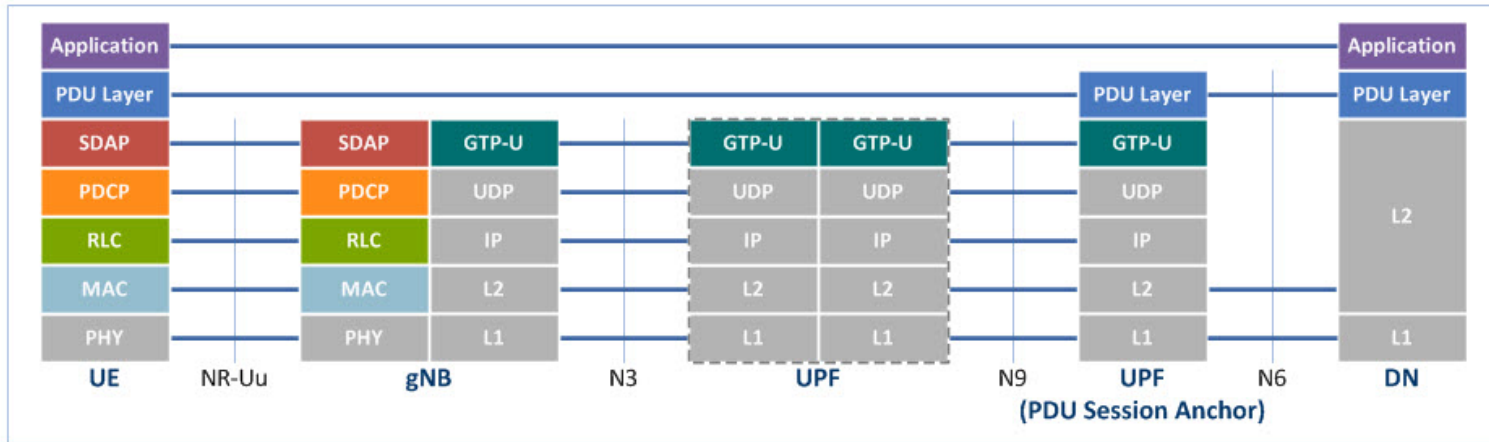 Application Application
PDU Layer PDU Layer PDU Layer
SDAP SDAP GTP-U GTP-U GTP-U GTP-U
PDCP PDCP UDP UDP UDP UDP
L2
RLC RLC IP IP IP IP
MAC MAC L2 L2 L2 L2
PHY PHY L1 L1 L1 L1 L1
UE NR-Uu gNB N3 UPF N9 UPF N6 DN
(PDU Session Anchor)